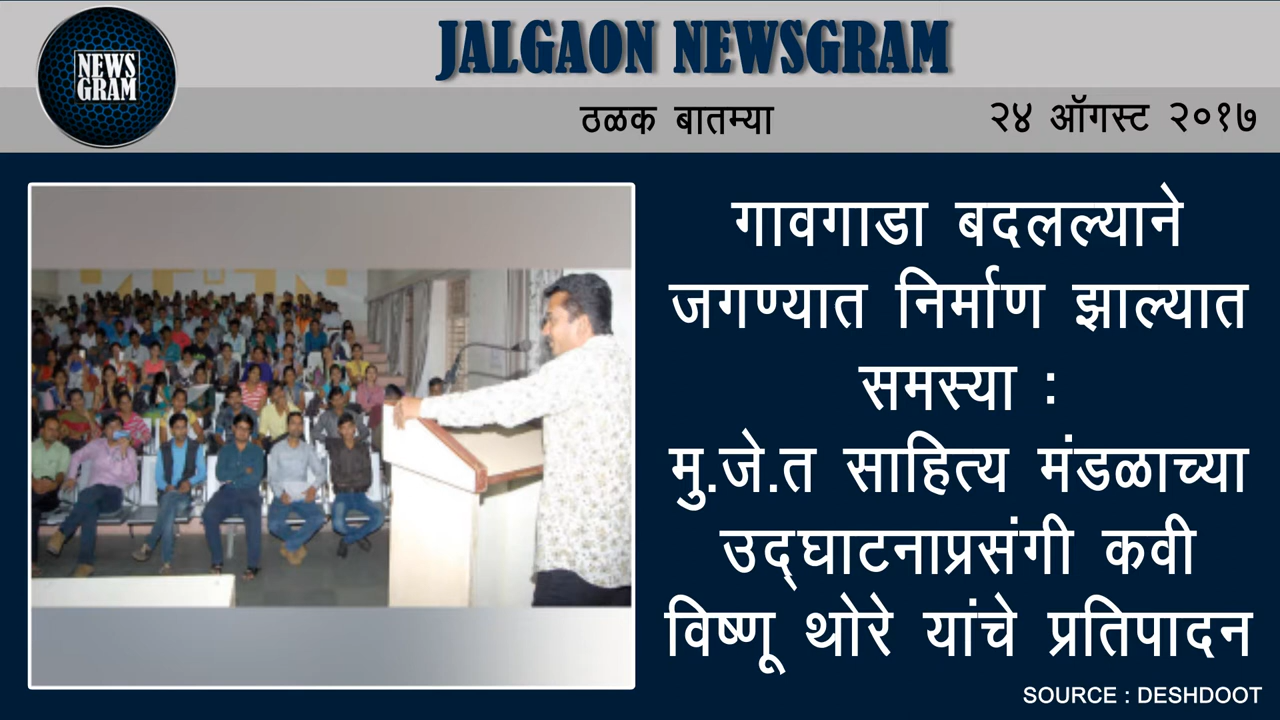 JALGAON NEWSGRAM
NEWS
GRAM
ठळक बातम्या
२४ ऑगस्ट २०१७
गावगाडा बदलल्याने
जगण्यात निर्माण झाल्यात
समस्या :
मु.जे.त साहित्य मंडळाच्या
उद्‌घाटनाप्रसंगी कवी
विष्णू थोरे यांचे प्रतिपादन
SOURCE : DESHDOOT